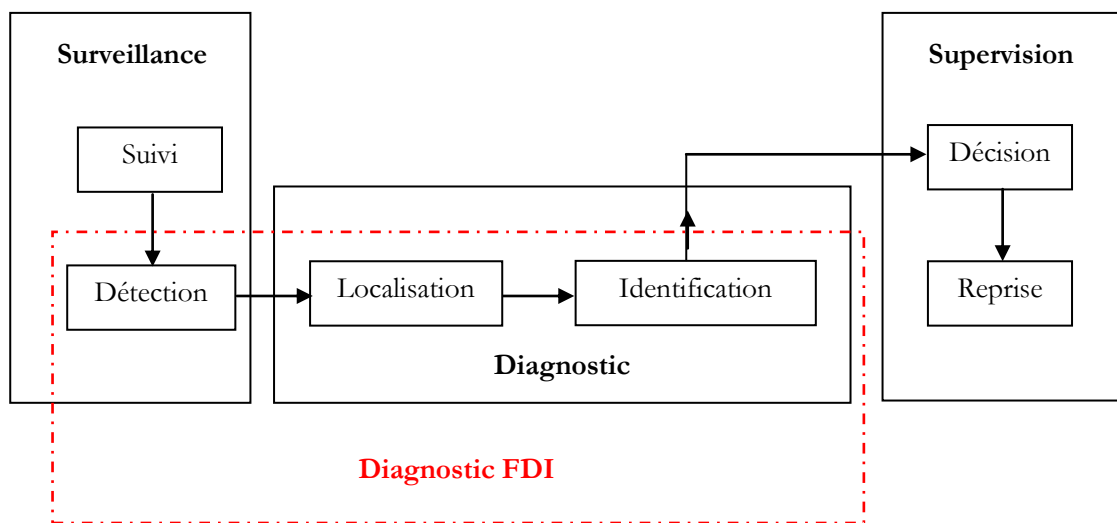 Surveillance
Supervision
Suivi
Décision
Détection
Localisation
Identification
Reprise
Diagnostic
Diagnostic FDI